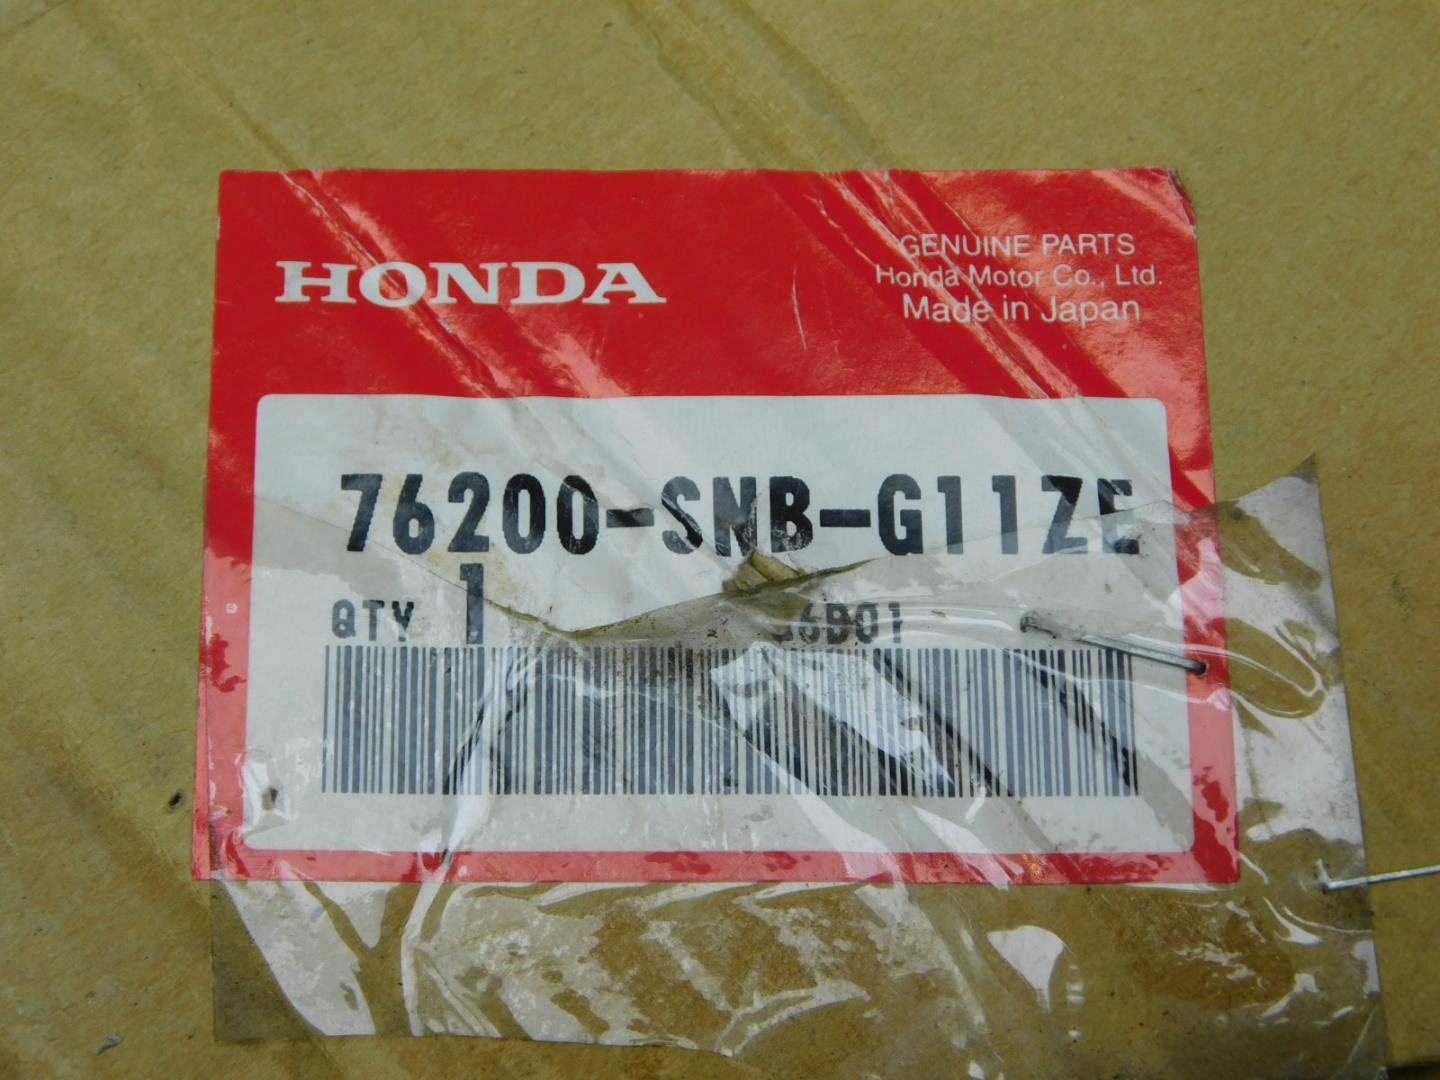 HONDA
GENUINE PARTS
Honda Motor Co., Ltd.
Made in Japan
76200-SNB-G11ZE
QTY 1